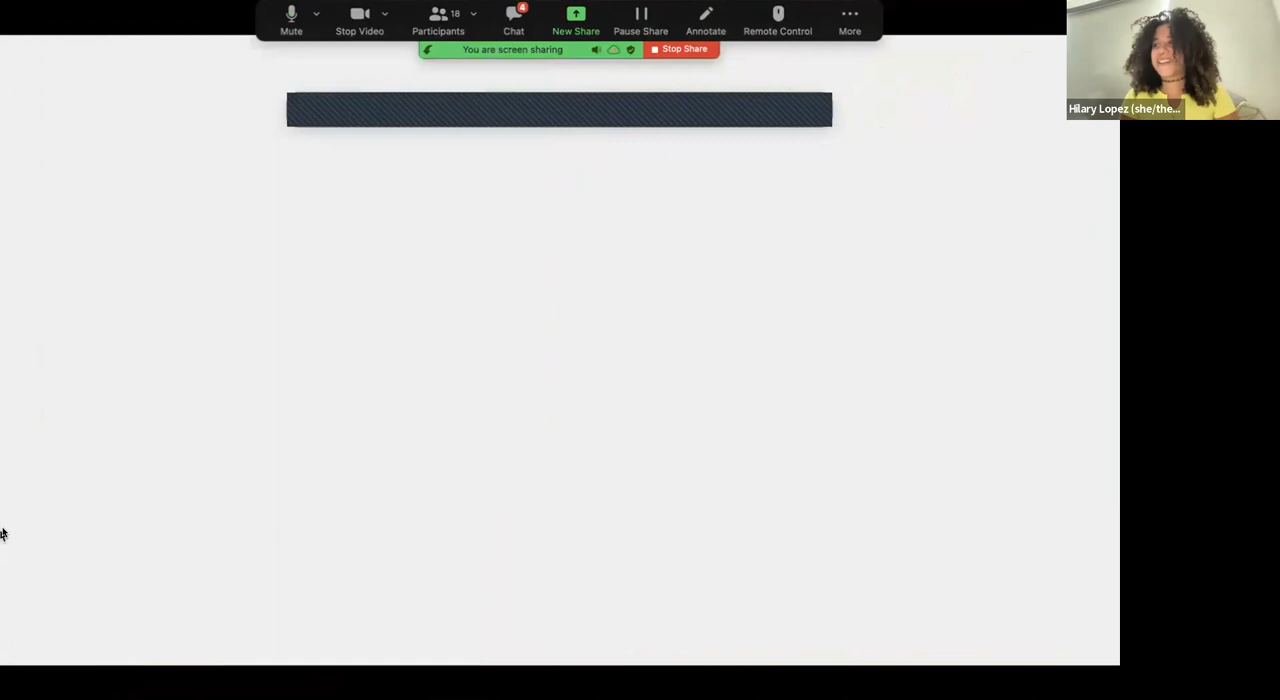 Mute
Stop Video
18
Participants
4
Chat
New Share
Pause Share
Annotate
Remote Control
More
You are screen sharing
Stop Share
Hilary Lopez (she/the...